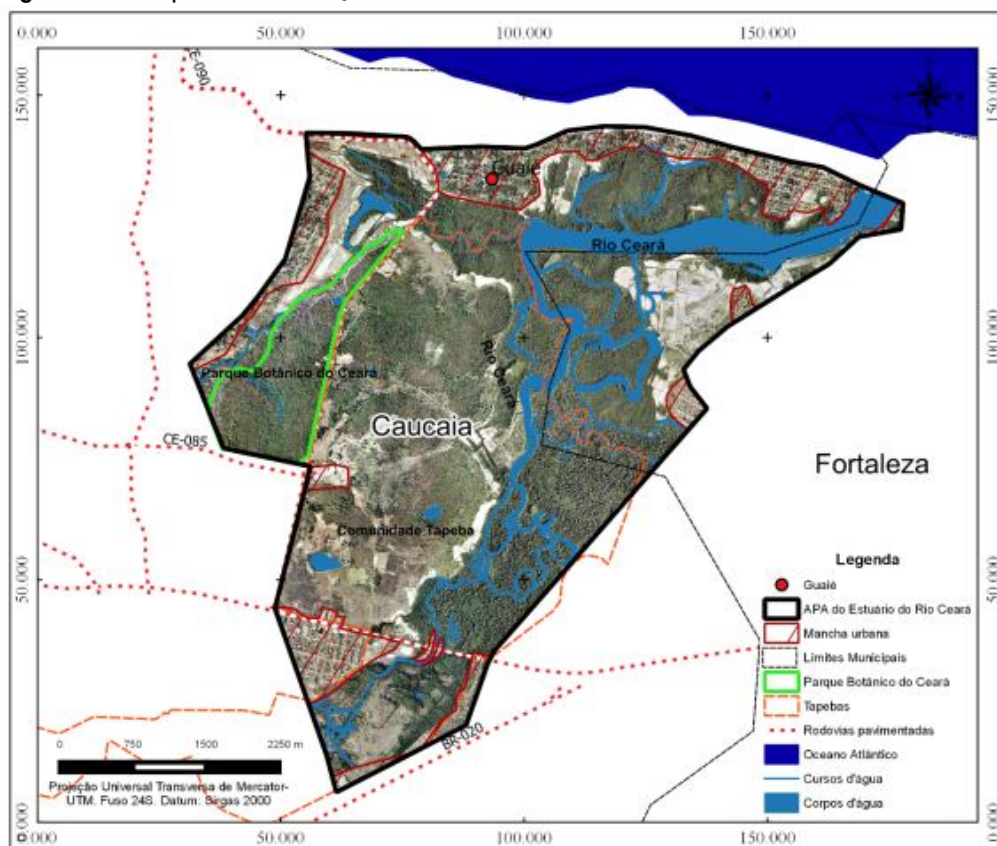 0.000
50.000
100.000
150.000
CE-090
150.000
150.000
Guaié
Rio Ceará
100.000
100.000
Rio Ceará
Parque Botânico do Ceará
Caucaia
CE-085
Fortaleza
Comunidade Tapeba
50.000
50.000
BR-020
Legenda
Guaié
APA do Estuário do Rio Ceará
Mancha urbana
Limites Municipais
Parque Botânico do Ceará
Tapebas
Rodovias pavimentadas
Oceano Atlântico
Cursos d'água
Corpos d'água
0 750 1500 2250 m
Projeção Universal Transversa de Mercator-
UTM. Fuso 24S. Datum: Sirgas 2000
0.000
0.000
0.000
50.000
100.000
150.000